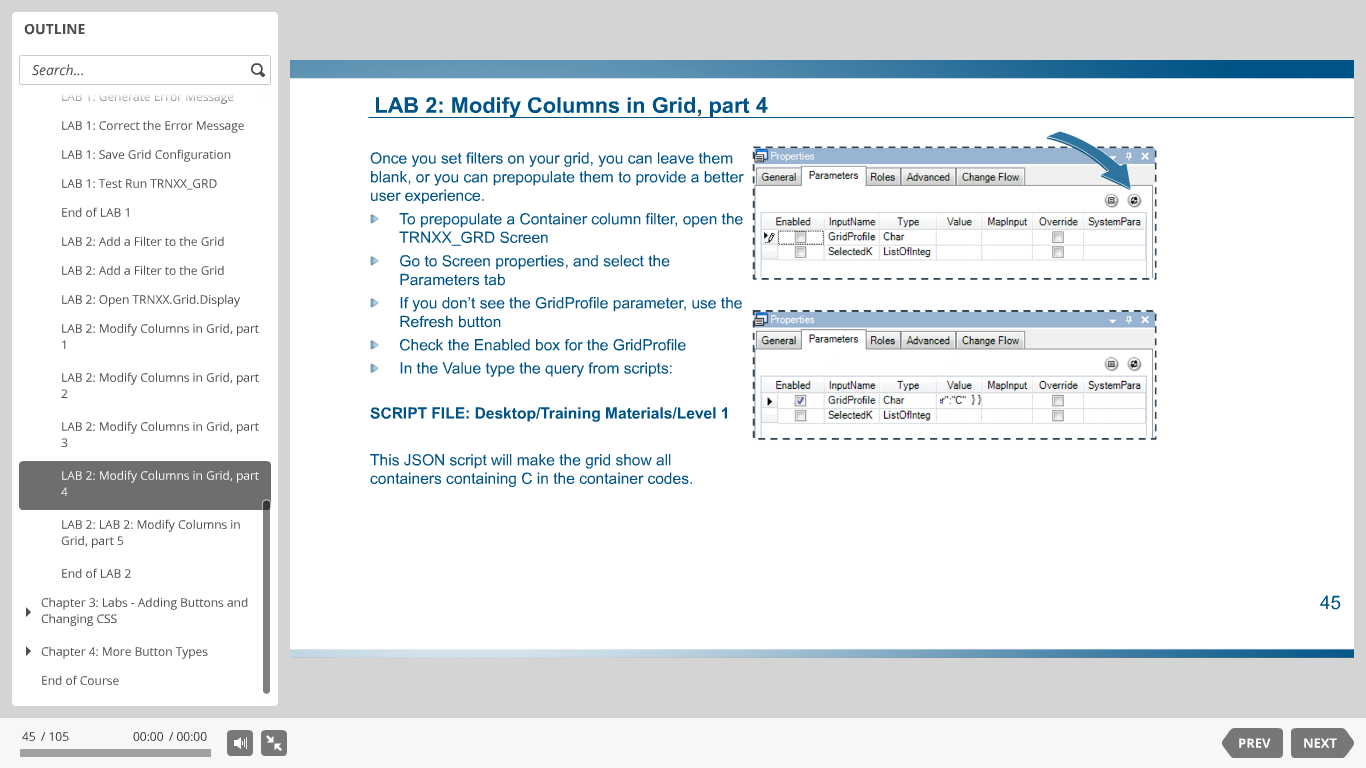 OUTLINE
Search...
LAB 1: Generate Error Message
LAB 1: Correct the Error Message
LAB 1: Save Grid Configuration
LAB 1: Test Run TRNXX_GRD
End of LAB 1
LAB 2: Add a Filter to the Grid
LAB 2: Add a Filter to the Grid
LAB 2: Open TRNXX.Grid.Display
LAB 2: Modify Columns in Grid, part
1
LAB 2: Modify Columns in Grid, part
2
LAB 2: Modify Columns in Grid, part
3
LAB 2: Modify Columns in Grid, part
4
LAB 2: LAB 2: Modify Columns in
Grid, part 5
End of LAB 2
Chapter 3: Labs - Adding Buttons and
Changing CSS
Chapter 4: More Button Types
End of Course
LAB 2: Modify Columns in Grid, part 4
Once you set filters on your grid, you can leave them
blank, or you can prepopulate them to provide a better
user experience.
To prepopulate a Container column filter, open the
TRNXX_GRD Screen
Go to Screen properties, and select the
Parameters tab
If you don't see the GridProfile parameter, use the
Refresh button
Check the Enabled box for the GridProfile
In the Value type the query from scripts:
SCRIPT FILE: Desktop/Training Materials/Level 1
This JSON script will make the grid show all
containers containing C in the container codes.
Properties
General Parameters Roles Advanced Change Flow
Enabled InputName Type Value MapInput Override SystemPara
GridProfile Char
SelectedK ListOfInteg
Properties
General Parameters Roles Advanced Change Flow
Enabled InputName Type Value MapInput Override SystemPara
GridProfile Char r":"C" } }
SelectedK ListOfInteg
45
45 / 105 00:00 / 00:00
PREV NEXT